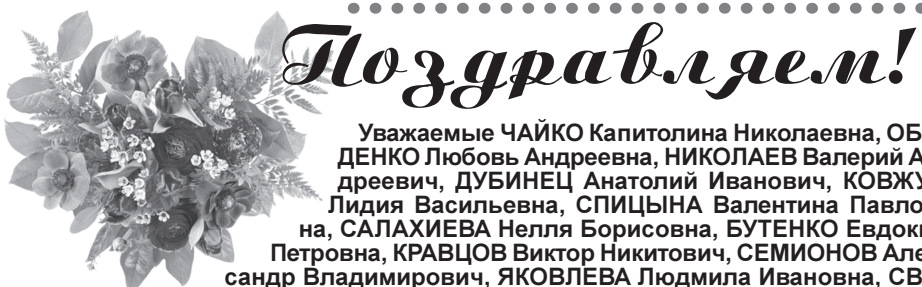 Поздравляем!
Уважаемые ЧАЙКО Капитолина Николаевна, ОБ
ДЕНКО Любовь Андреевна, НИКОЛАЕВ Валерий А
дреевич, ДУБИНЕЦ Анатолий Иванович, КОВЖУ
Лидия Васильевна, СПИЦЫНА Валентина Павло
на, САЛАХИЕВА Нелля Борисовна, БУТЕНКО Евдок
Петровна, КРАВЦОВ Виктор Никитович, СЕМИОНОВ Але
сандр Владимирович, ЯКОВЛЕВА Людмила Ивановна, СВ